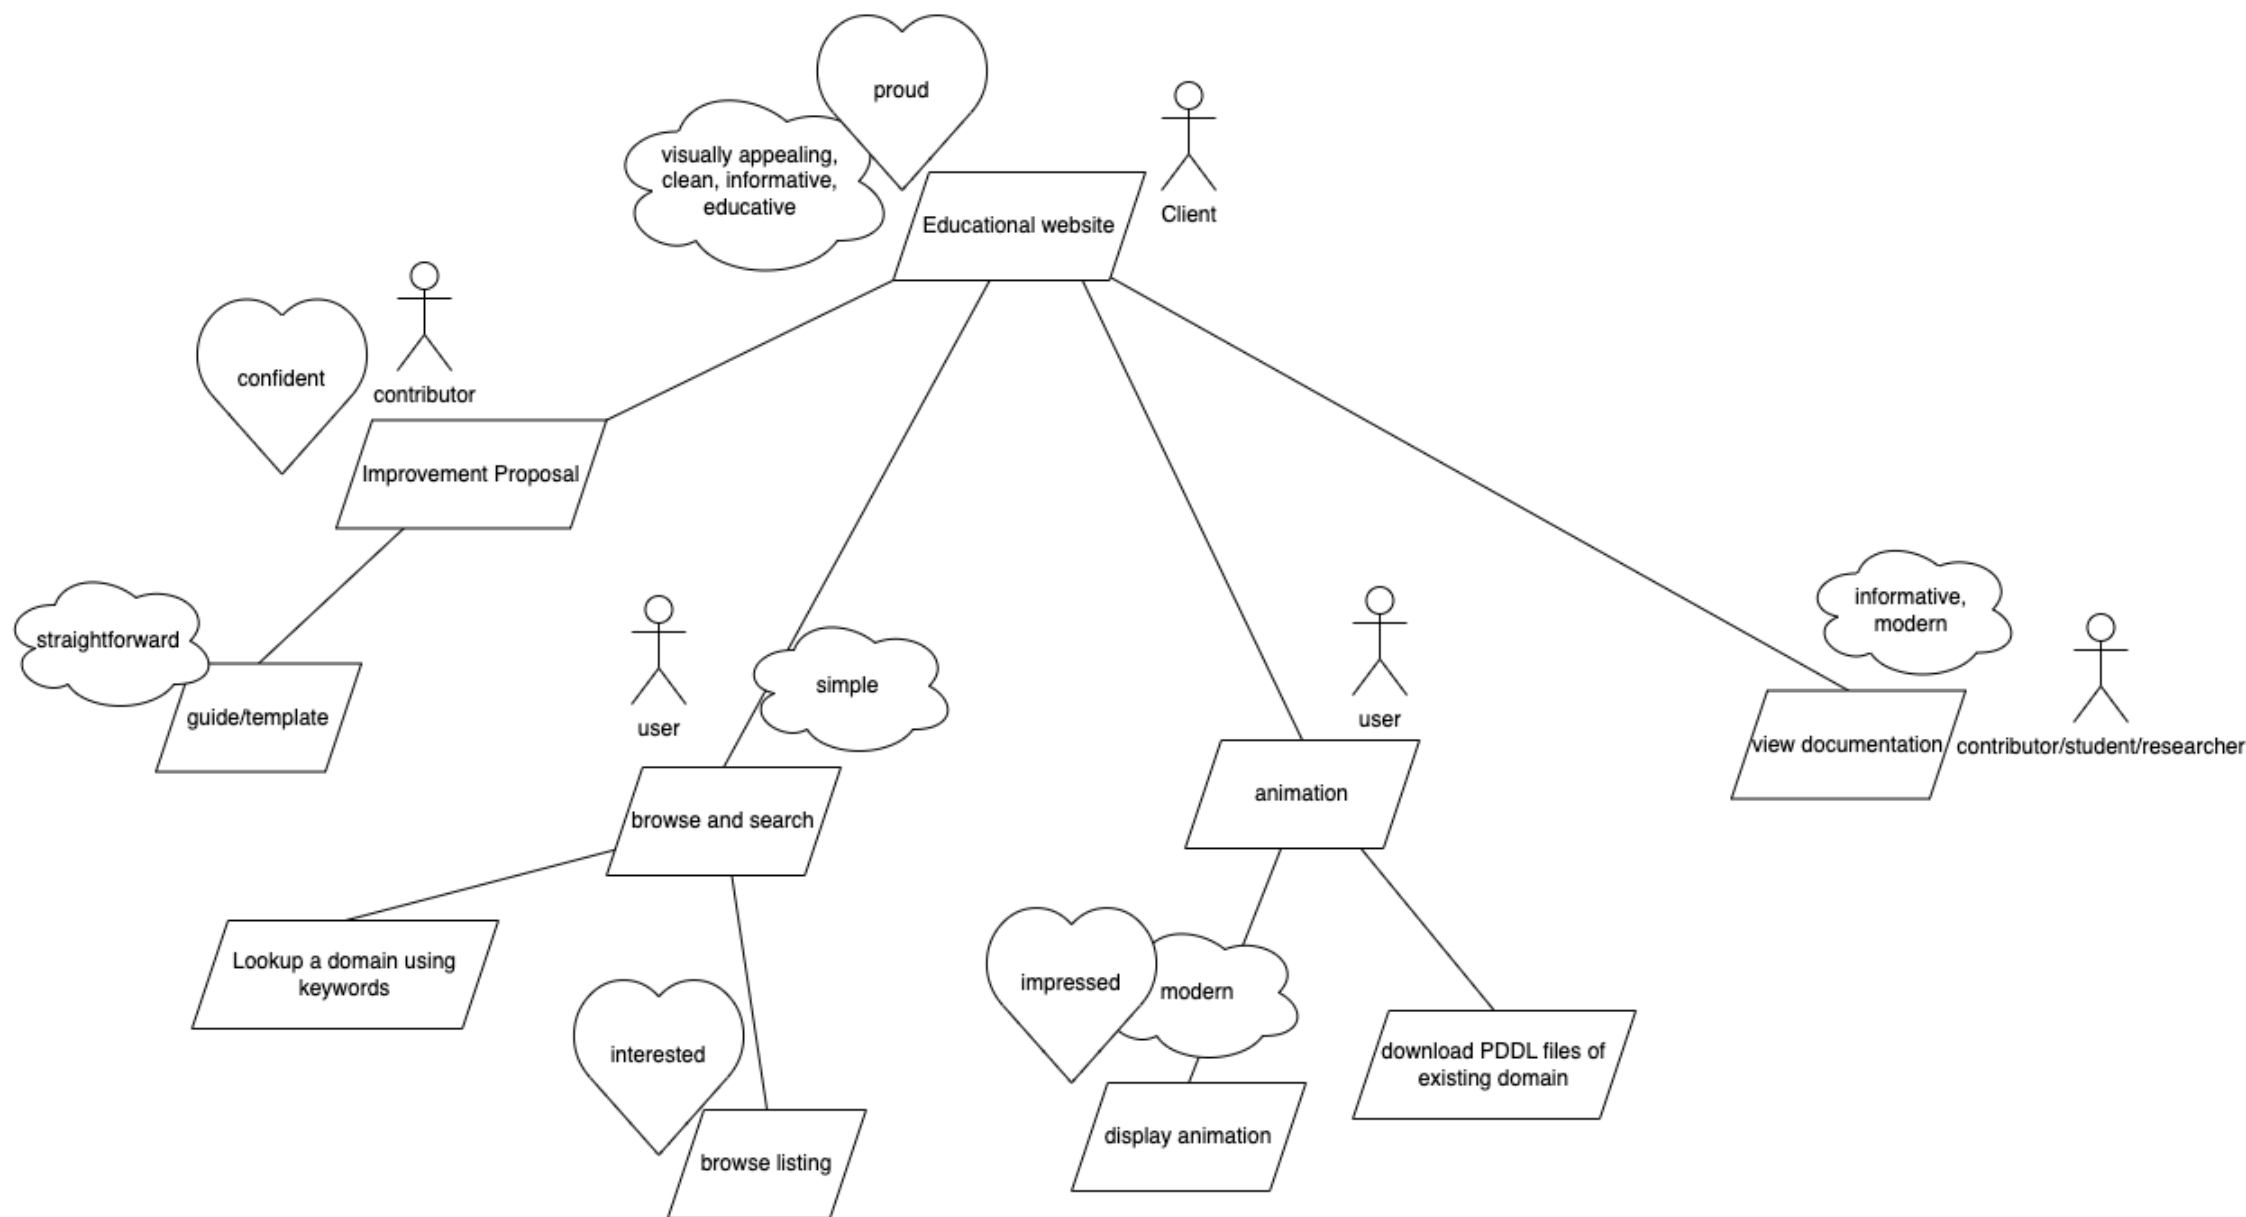 proud
visually appealing,
clean, informative,
educative
Client
Educational website
confident
contributor
Improvement Proposal
straightforward
guide/template
user
simple
browse and search
Lookup a domain using
keywords
interested
browse listing
user
animation
impressed
modern
display animation
download PDDL files of
existing domain
informative,
modern
view documentation
contributor/student/researcher